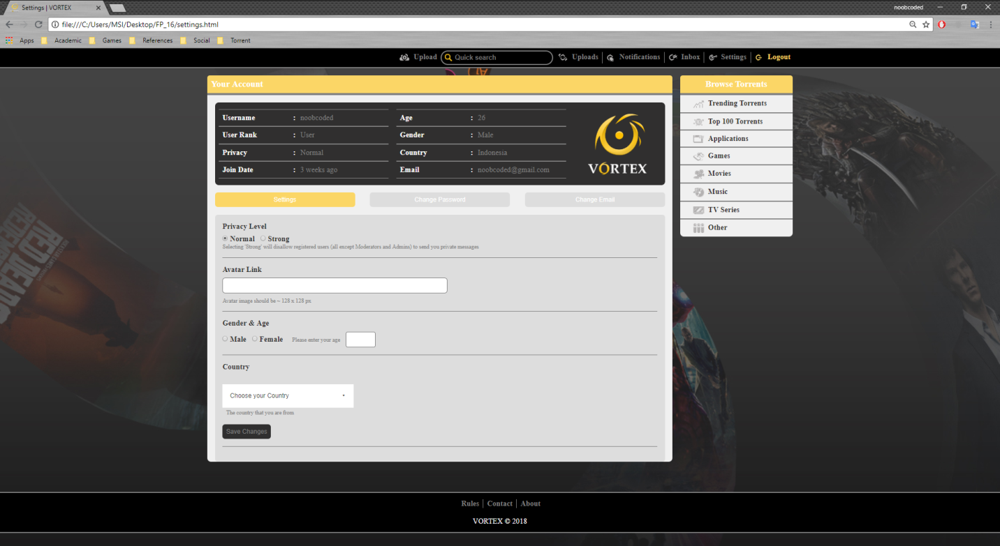 Settings | VORTEX
noobcoded
file:///C:/Users/MSI/Desktop/FP_16/settings.html
Apps Academic Games References Social Torrent
Upload Quick search Uploads Notifications Inbox Settings Logout
Your Account
Username : noobcoded Age : 26
User Rank : User Gender : Male
Privacy : Normal Country : Indonesia
Join Date : 3 weeks ago Email : noobcoded@gmail.com
VORTEX
Settings Change Password Change Email
Privacy Level
Normal Strong
Selecting 'Strong' will disallow registered users (all except Moderators and Admins) to send you private messages
Avatar Link
Avatar image should be ~ 128 x 128 px
Gender & Age
Male Female Please enter your age
Country
Choose your Country
The country that you are from
Save Changes
Browse Torrents
Trending Torrents
Top 100 Torrents
Applications
Games
Movies
Music
TV Series
Other
RED DEAD
Rules Contact About
VORTEX © 2018